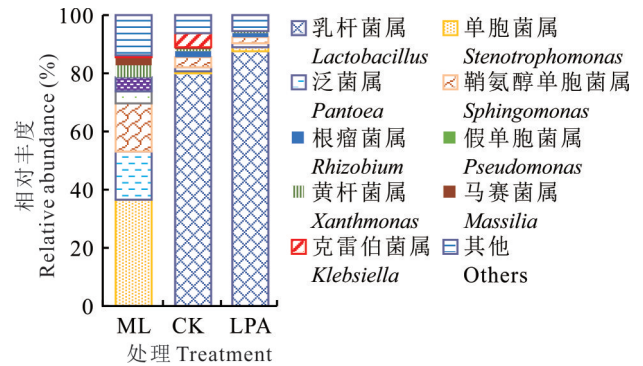 相对丰度
Relative abundance (%)
100
80
60
40
20
0
ML CK LPA
处理 Treatment
乳杆菌属 单胞菌属
Lactobacillus Stenotrophomonas
泛菌属 鞘氨醇单胞菌属
Pantoea Sphingomonas
根瘤菌属 假单胞菌属
Rhizobium Pseudomonas
黄杆菌属 马赛菌属
Xanthmonas Massilia
克雷伯菌属 其他
Klebsiella Others